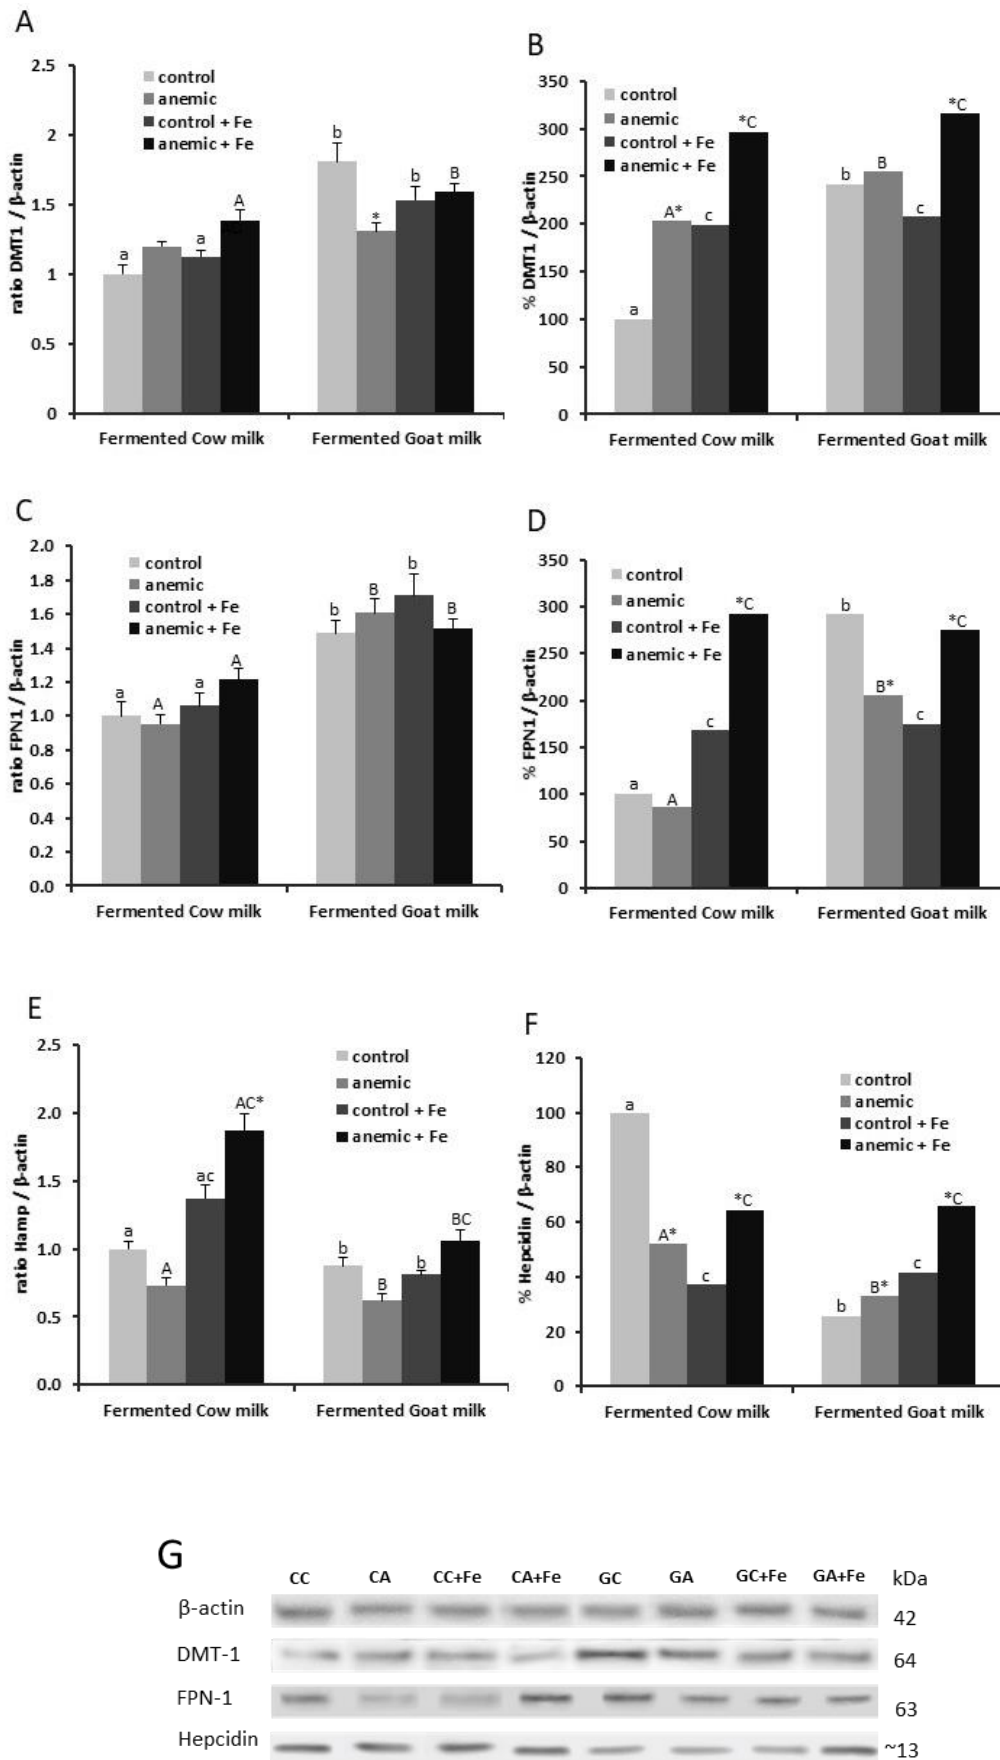 A
2.5
2
1.5
1
0.5
0
ratio DMT1 / β-actin
control
anemic
control + Fe
anemic + Fe
a
a
A
b
*
b
B
Fermented Cow milk
Fermented Goat milk
B
350
300
250
200
150
100
50
0
% DMT1 / β-actin
control
anemic
control + Fe
anemic + Fe
a
A*
c
*C
b
B
c
*C
Fermented Cow milk
Fermented Goat milk
C
2.0
1.8
1.6
1.4
1.2
1.0
0.8
0.6
0.4
0.2
0.0
ratio FPN1 / β-actin
control
anemic
control + Fe
anemic + Fe
a
A
a
A
b
B
b
B
Fermented Cow milk
Fermented Goat milk
D
350
300
250
200
150
100
50
0
% FPN1 / β-actin
control
anemic
control + Fe
anemic + Fe
a
A
c
*C
b
B*
c
*C
Fermented Cow milk
Fermented Goat milk
E
2.5
2.0
1.5
1.0
0.5
0.0
ratio Hamp / β-actin
control
anemic
control + Fe
anemic + Fe
a
A
ac
AC*
b
B
b
BC
Fermented Cow milk
Fermented Goat milk
F
120
100
80
60
40
20
0
% Hepcidin / β-actin
control
anemic
control + Fe
anemic + Fe
a
A*
c
*C
b
B*
c
*C
Fermented Cow milk
Fermented Goat milk
G
CC CA CC+Fe CA+Fe GC GA GC+Fe GA+Fe kDa
β-actin 42
DMT-1 64
FPN-1 63
Hepcidin ~13